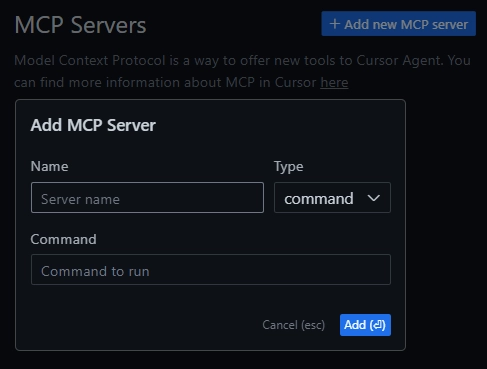 MCP Servers
+ Add new MCP server
Model Context Protocol is a way to offer new tools to Cursor Agent. You
can find more information about MCP in Cursor here
Add MCP Server
Name
Type
Server name
command
Command
Command to run
Cancel (esc)
Add (⏎)